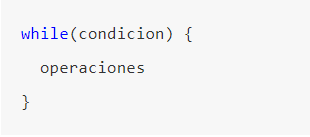 while(condicion) {
  operaciones
}